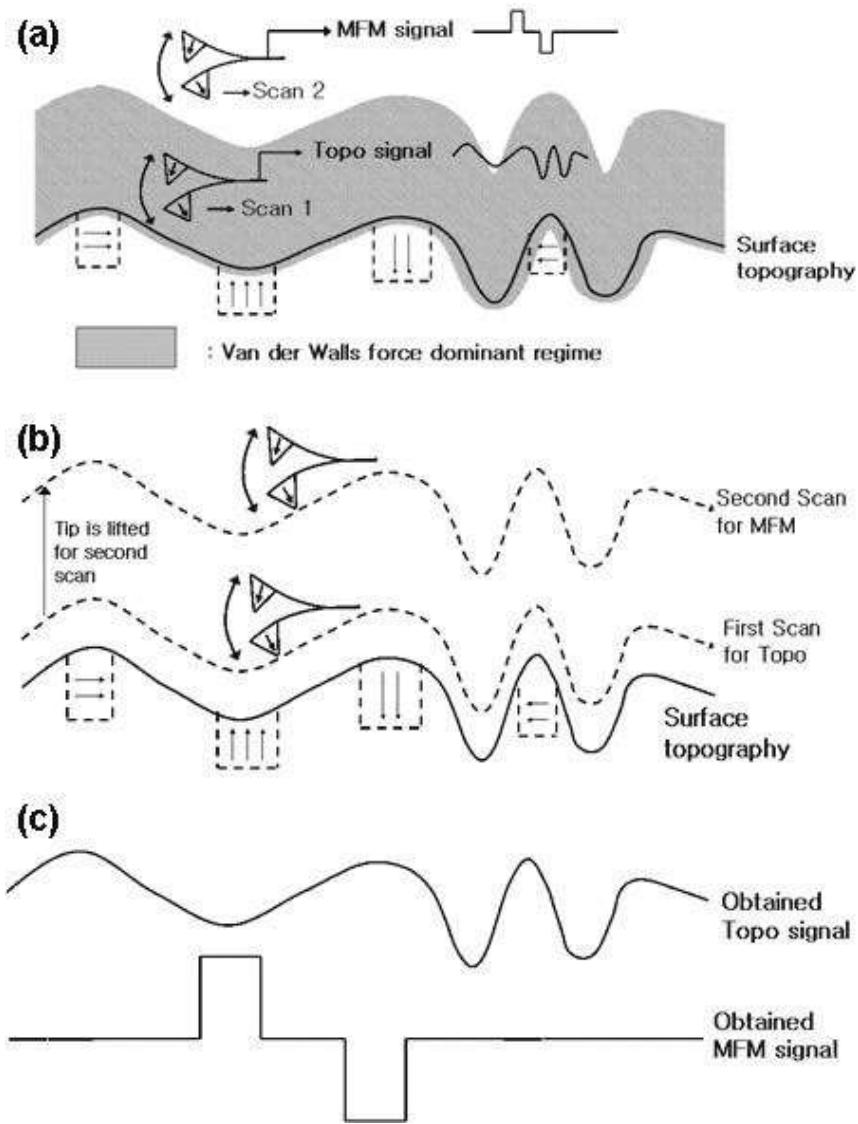 (a)
MFM signal
Scan 2
Topo signal
Scan 1
Surface
topography
: Van der Walls force dominant regime
(b)
Tip is lifted
for second
scan
Second Scan
for MFM
First Scan
for Topo
Surface
topography
(c)
Obtained
Topo signal
Obtained
MFM signal